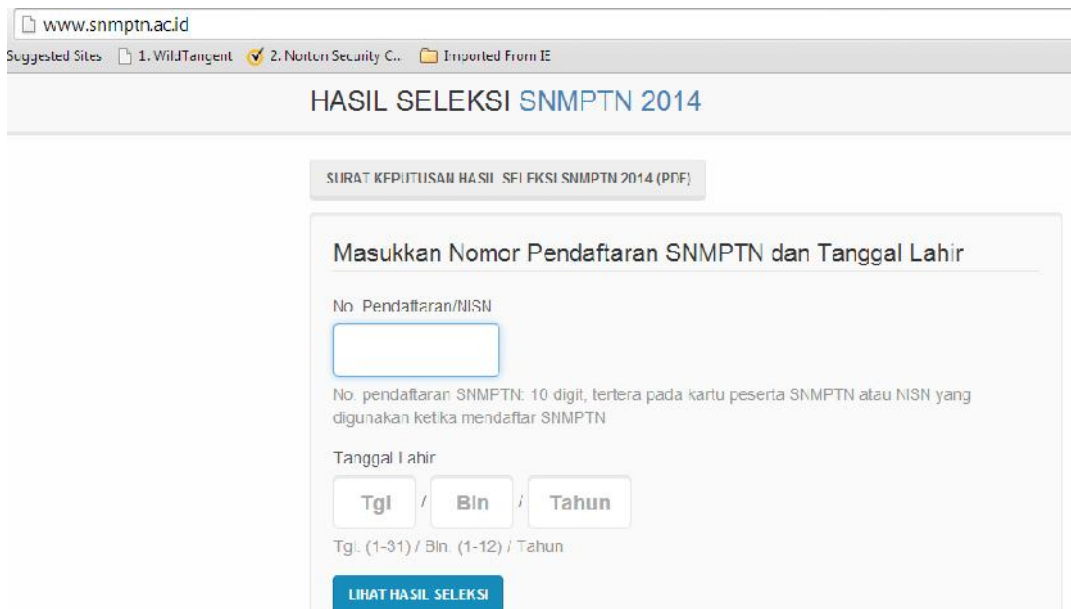 www.snmptn.ac.id
Suggested Sites 1. WildTangent 2. Norton Security C... Imported From IE
HASIL SELEKSI SNMPTN 2014
SURAT KEPUTUSAN HASIL SELEKSI SNMPTN 2014 (PDF)
Masukkan Nomor Pendaftaran SNMPTN dan Tanggal Lahir
No. Pendaftaran/NISN
No. pendaftaran SNMPTN: 10 digit, tertera pada kartu peserta SNMPTN atau NISN yang
digunakan ketika mendaftar SNMPTN
Tanggal Lahir
Tgl / Bln / Tahun
Tgl. (1-31) / Bln. (1-12) / Tahun
LIHAT HASIL SELEKSI